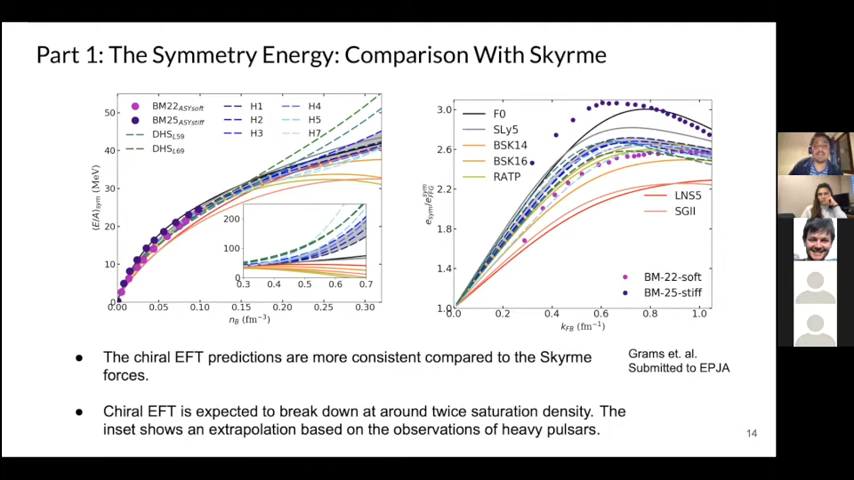 Part 1: The Symmetry Energy: Comparison With Skyrme
50
40
30
20
10
0
(E/A)sym (MeV)
BM22ASYsoft
BM25ASYstiff
DHSL59
DHSL69
H1
H2
H3
H4
H5
H7
200
100
0
0.3 0.4 0.5 0.6 0.7
0.00 0.05 0.10 0.15 0.20 0.25 0.30
nB (fm⁻³)
3.0
2.6
2.2
1.8
1.4
1.0
F0
SLy5
BSK14
BSK16
RATP
LNS5
SGII
BM-22-soft
BM-25-stiff
0.0 0.2 0.4 0.6 0.8 1.0
kFB (fm⁻¹)
● The chiral EFT predictions are more consistent compared to the Skyrme
forces.
Grams et. al.
Submitted to EPJA
● Chiral EFT is expected to break down at around twice saturation density. The
inset shows an extrapolation based on the observations of heavy pulsars.
14